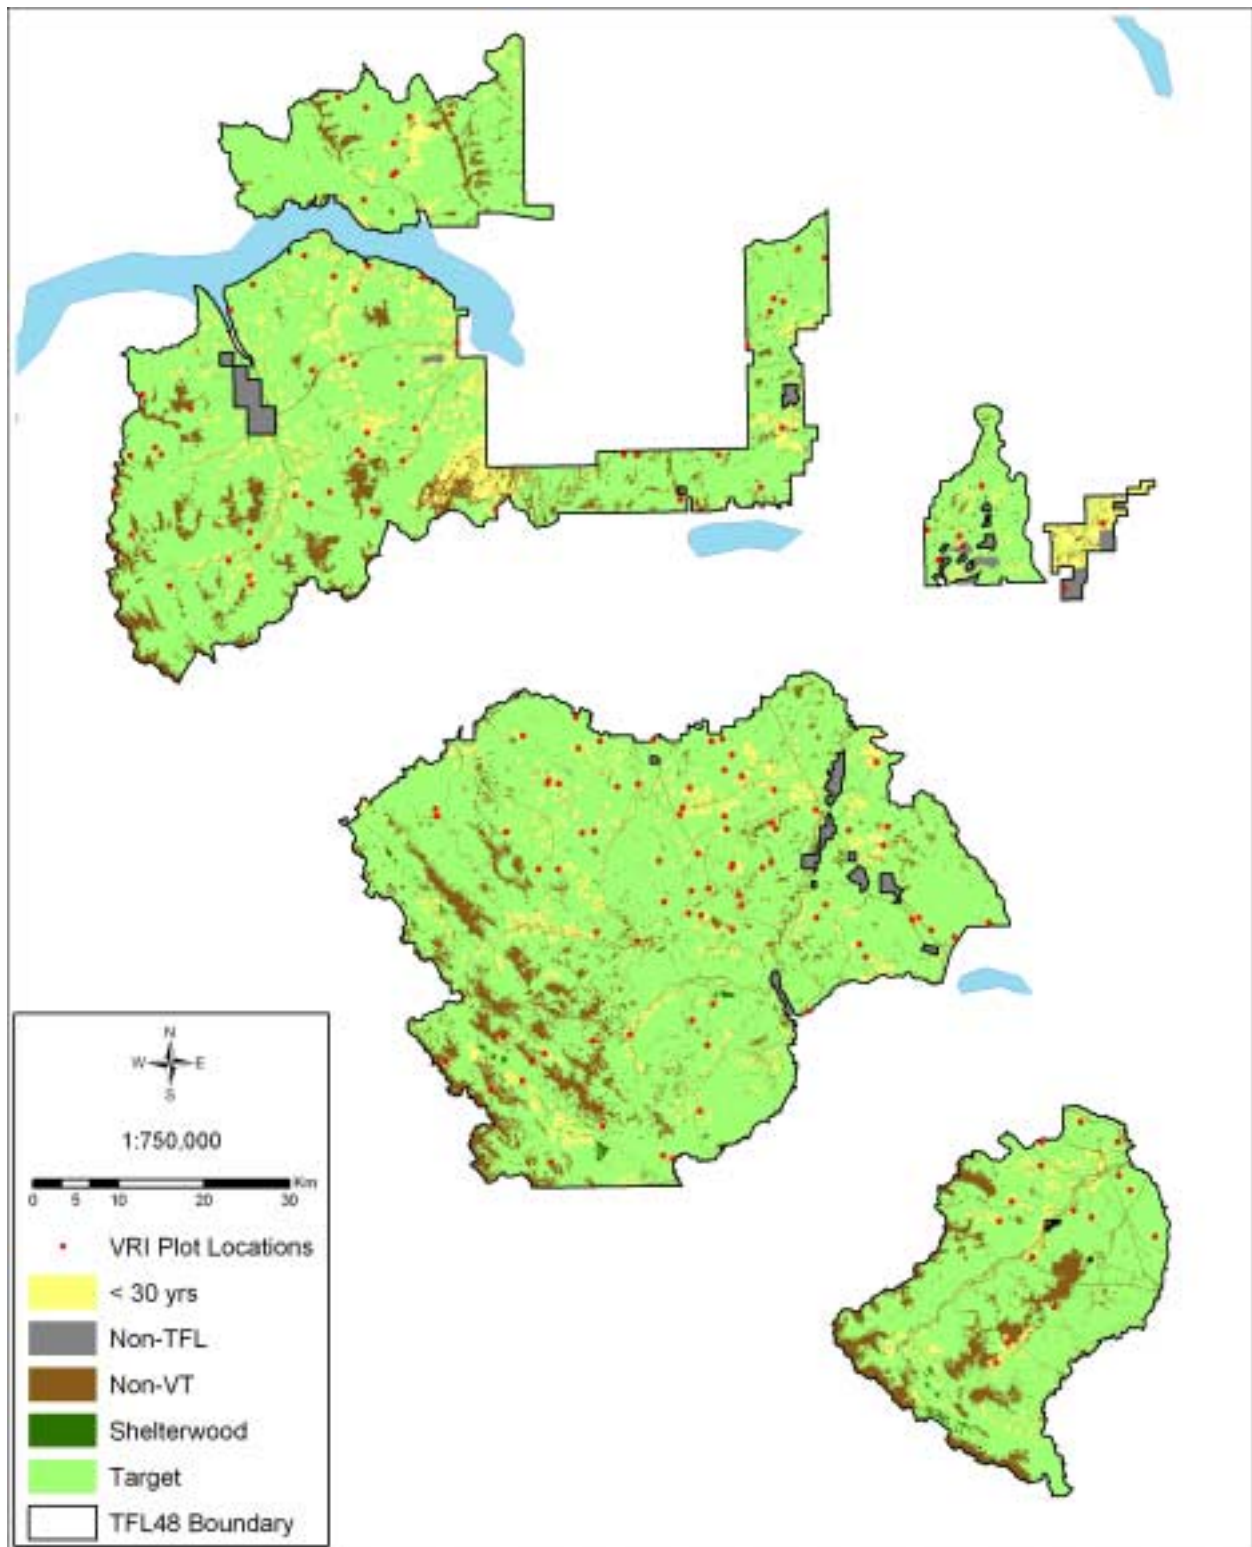 N
W E
S
1:750,000
Km
0 5 10 20 30
VRI Plot Locations
< 30 yrs
Non-TFL
Non-VT
Shelterwood
Target
TFL48 Boundary